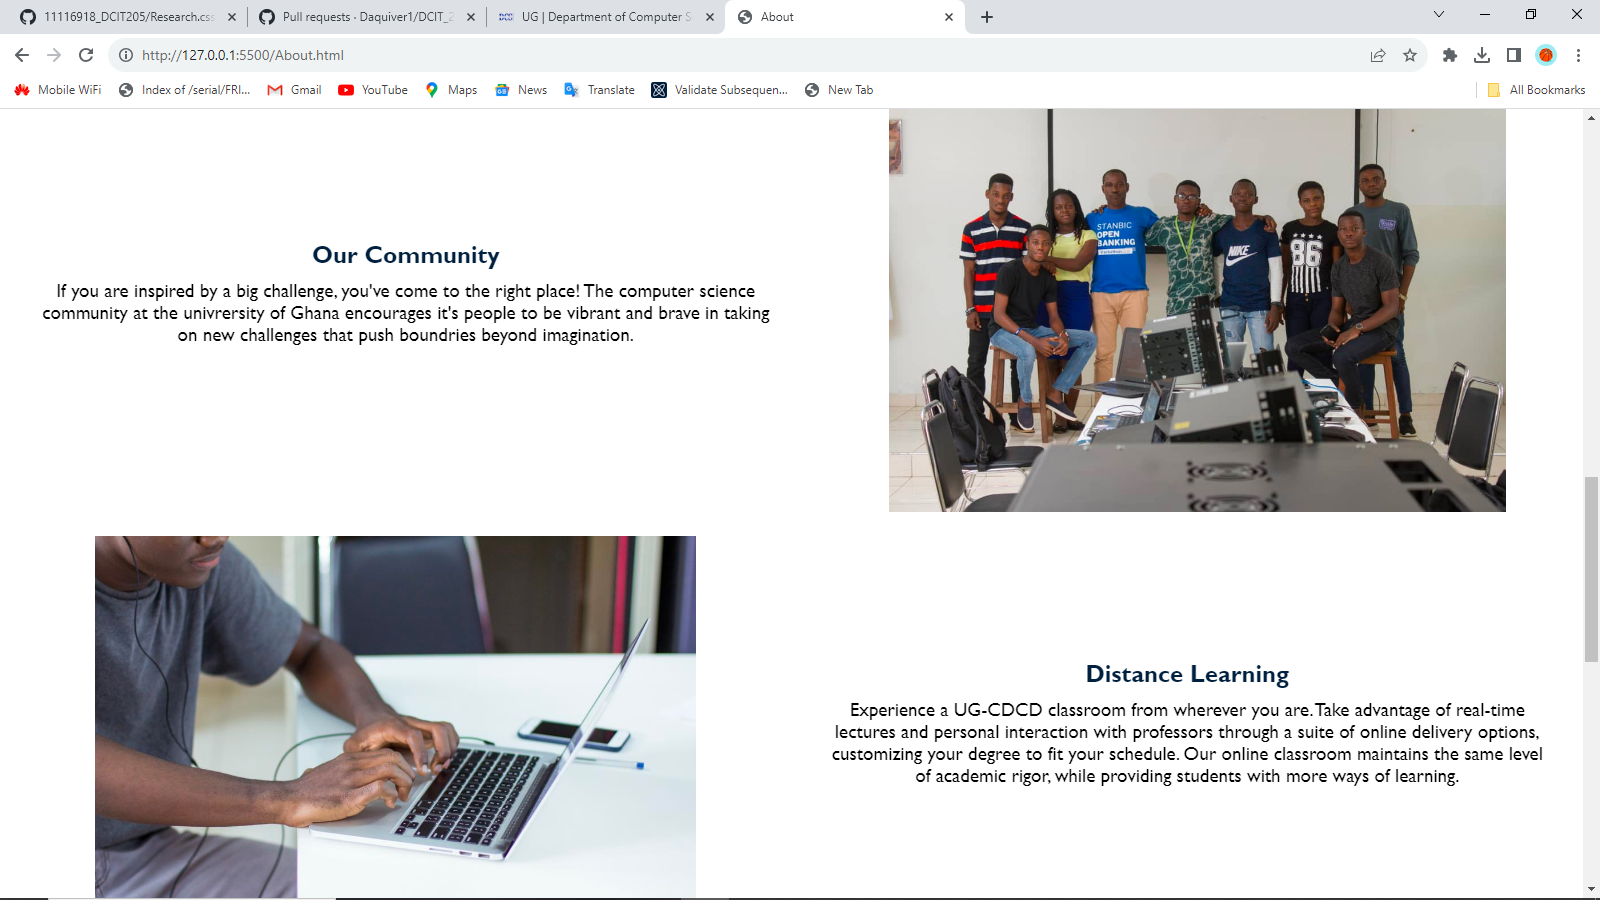 11116918_DCIT205/Research.css
Pull requests · Daquiver1/DCIT_2
UG | Department of Computer S
About
http://127.0.0.1:5500/About.html
Mobile WiFi
Index of /serial/FRI...
Gmail
YouTube
Maps
News
Translate
Validate Subsequen...
New Tab
All Bookmarks
STANBIC
OPEN
BANKING
NIKE
86
Our Community
If you are inspired by a big challenge, you've come to the right place! The computer science
community at the univresity of Ghana encourages it's people to be vibrant and brave in taking
on new challenges that push boundries beyond imagination.
Distance Learning
Experience a UG-CDCD classroom from wherever you are. Take advantage of real-time
lectures and personal interaction with professors through a suite of online delivery options,
customizing your degree to fit your schedule. Our online classroom maintains the same level
of academic rigor, while providing students with more ways of learning.